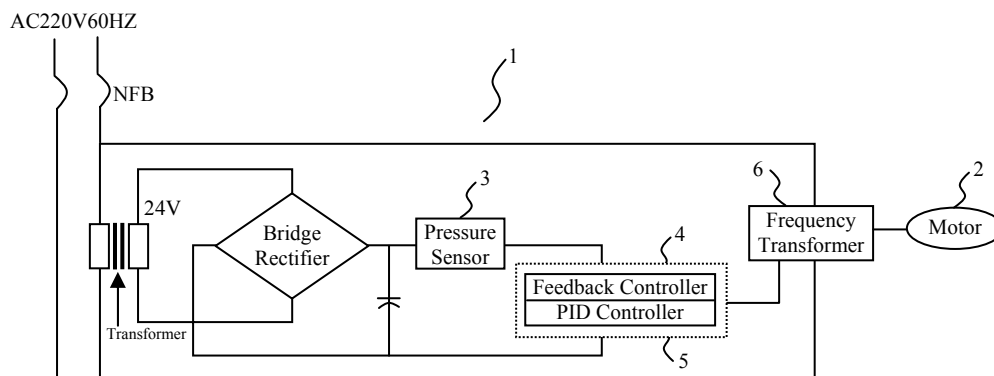 AC220V60HZ
NFB
1
24V
Transformer
Bridge
Rectifier
3
Pressure
Sensor
4
Feedback Controller
PID Controller
5
6
Frequency
Transformer
2
Motor